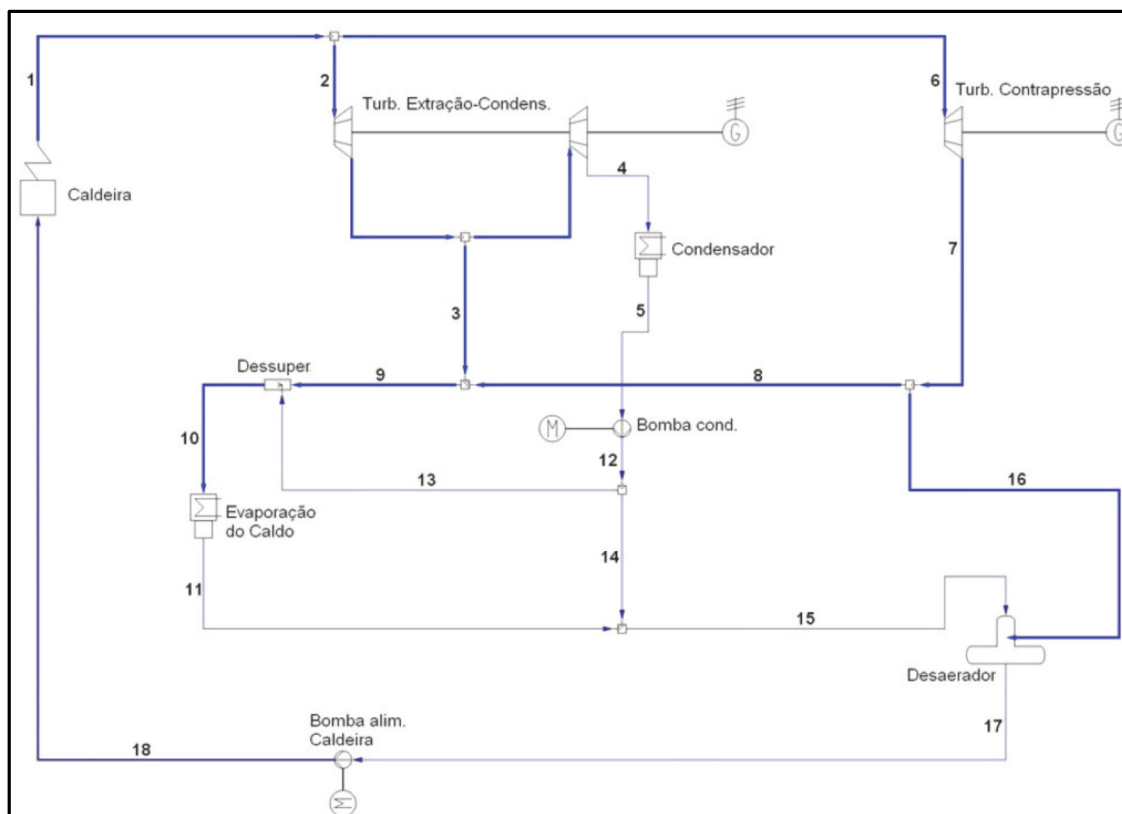 1
2
Turb. Extração-Condens.
G
6
Turb. Contrapressão
G
Caldeira
4
Condensador
7
3
5
Dessuper
9
8
10
M
Bomba cond.
12
13
16
Evaporação
do Caldo
14
11
15
Desaerador
17
Bomba alim.
Caldeira
18
M